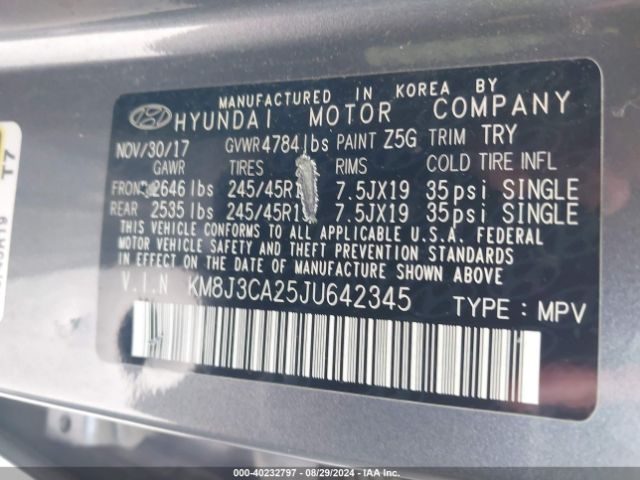 MANUFACTURED IN KOREA BY
HYUNDAI MOTOR COMPANY
NOV/30/17 GVWR 4784 lbs PAINT Z5G TRIM TRY
GAWR TIRES RIMS COLD TIRE INFL
FRONT 2646 lbs 245/45R19 7.5JX19 35psi SINGLE
REAR 2535 lbs 245/45R19 7.5JX19 35psi SINGLE
THIS VEHICLE CONFORMS TO ALL APPLICABLE U.S.A. FEDERAL
MOTOR VEHICLE SAFETY AND THEFT PREVENTION STANDARDS
IN EFFECT ON THE DATE OF MANUFACTURE SHOWN ABOVE
V.I.N KM8J3CA25JU642345 TYPE : MPV
T7
000-40232797 - 08/29/2024 - IAA Inc.